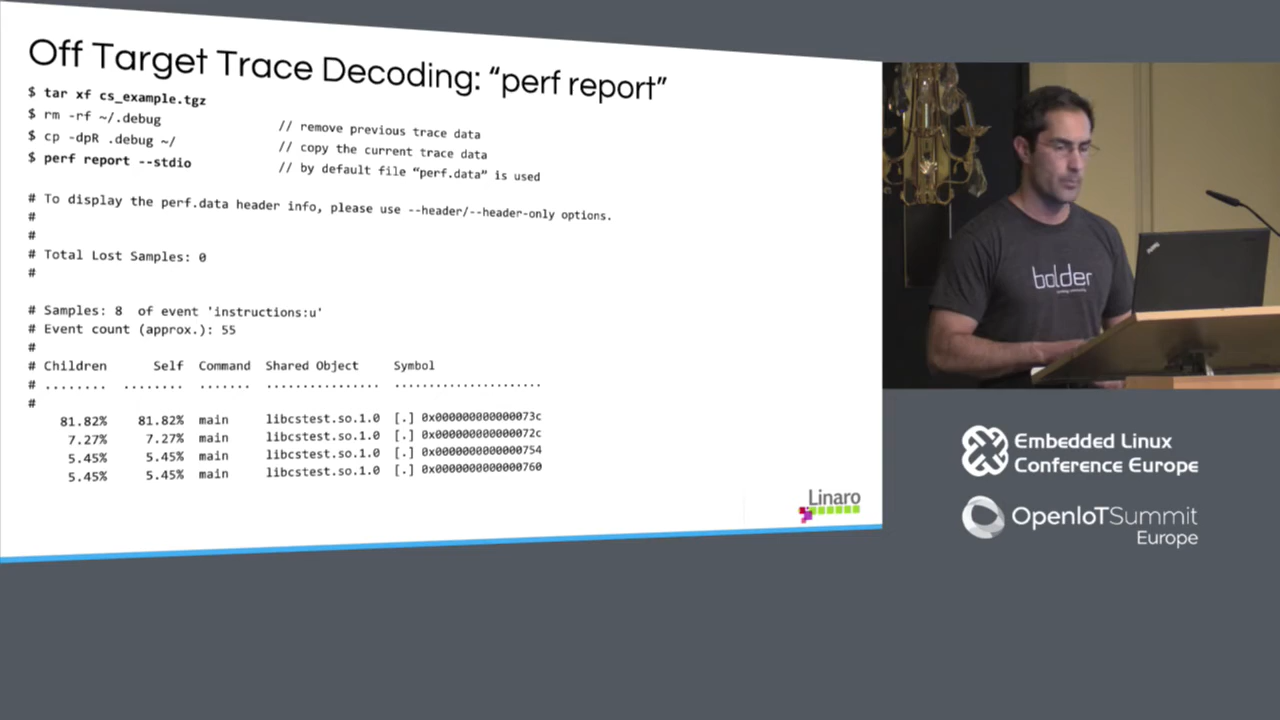 Off Target Trace Decoding: “perf report”
$ tar xf cs_example.tgz
$ rm -rf ~/.debug // remove previous trace data
$ cp -dpR .debug ~/ // copy the current trace data
$ perf report --stdio // by default file “perf.data” is used
# To display the perf.data header info, please use --header/--header-only options.
#
#
# Total Lost Samples: 0
#
# Samples: 8 of event 'instructions:u'
# Event count (approx.): 55
#
# Children Self Command Shared Object Symbol
# ........ ........ ....... ................ ......................
#
81.82% 81.82% main libcstest.so.1.0 [.] 0x000000000000073c
7.27% 7.27% main libcstest.so.1.0 [.] 0x000000000000072c
5.45% 5.45% main libcstest.so.1.0 [.] 0x0000000000000754
5.45% 5.45% main libcstest.so.1.0 [.] 0x0000000000000760
Linaro
bolder
ThinkPad
Embedded Linux
Conference Europe
OpenIoTSummit
Europe